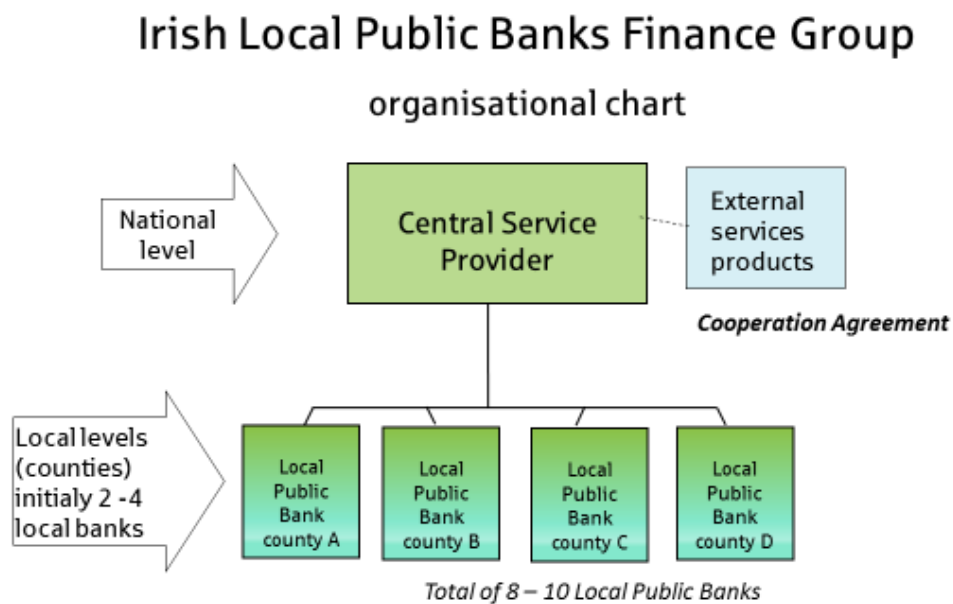 Irish Local Public Banks Finance Group
organisational chart
National
level
Central Service
Provider
External
services
products
Cooperation Agreement
Local levels
(counties)
initialy 2 -4
local banks
Local
Public
Bank
county A
Local
Public
Bank
county B
Local
Public
Bank
county C
Local
Public
Bank
county D
Total of 8 – 10 Local Public Banks